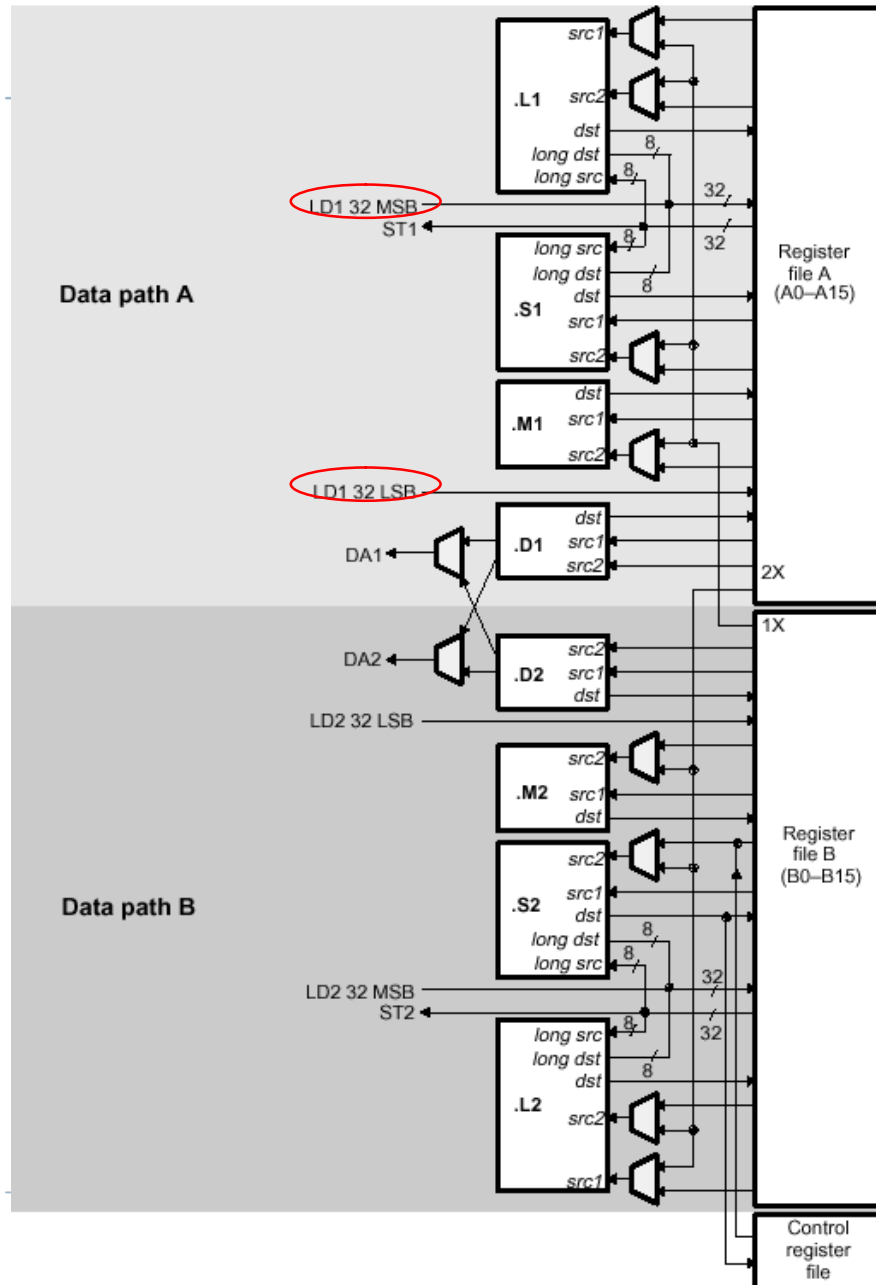 src1
.L1
src2
dst
8
long dst
8
long src
LD1 32 MSB
32
ST1
32
long src
8
long dst
8
Register
file A
(A0–A15)
Data path A
dst
.S1
src1
src2
dst
.M1
src1
src2
LD1 32 LSB
dst
.D1
src1
DA1
src2
2X
1X
src2
DA2
.D2
src1
dst
LD2 32 LSB
src2
.M2
src1
dst
src2
Register
file B
(B0–B15)
Data path B
.S2
src1
dst
8
long dst
8
long src
LD2 32 MSB
32
ST2
32
long src
8
long dst
8
dst
.L2
src2
src1
Control
register
file